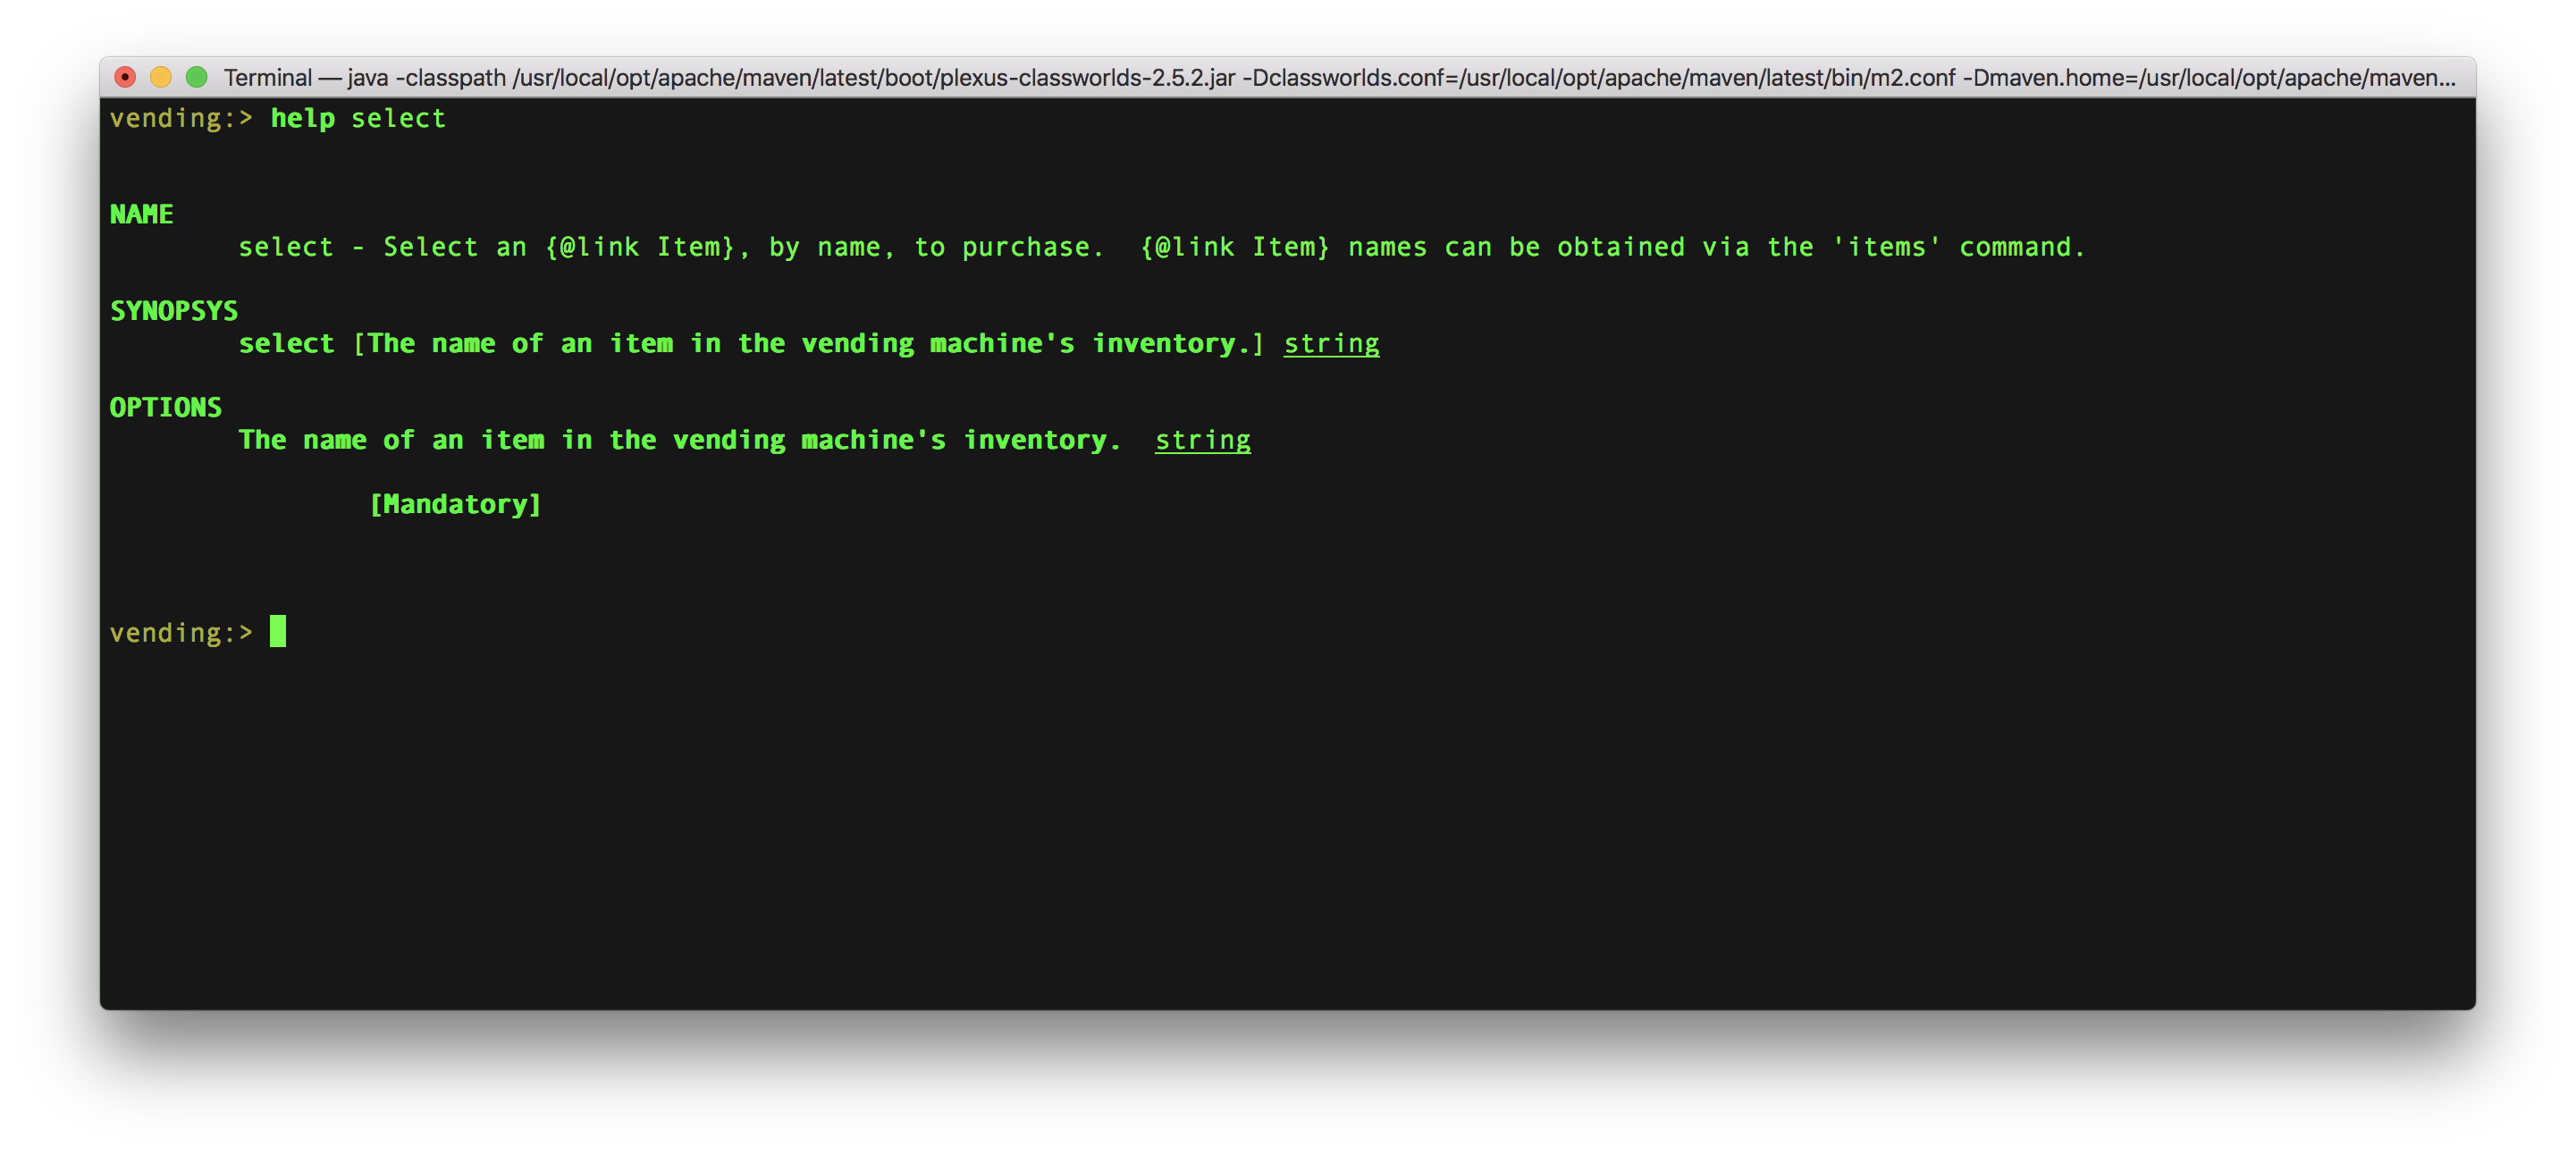 Terminal — java -classpath /usr/local/opt/apache/maven/latest/boot/plexus-classworlds-2.5.2.jar -Dclassworlds.conf=/usr/local/opt/apache/maven/latest/bin/m2.conf -Dmaven.home=/usr/local/opt/apache/maven...
vending:> help select
NAME
select - Select an {@link Item}, by name, to purchase.  {@link Item} names can be obtained via the 'items' command.
SYNOPSYS
select [The name of an item in the vending machine's inventory.] string
OPTIONS
The name of an item in the vending machine's inventory.  string
[Mandatory]
vending:>